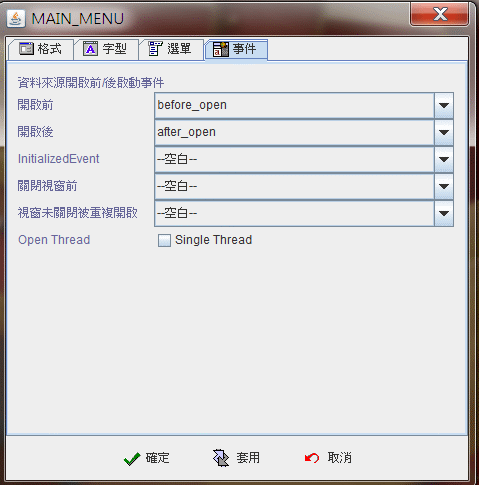 MAIN_MENU
格式 字型 選單 事件
資料來源開啟前/後啟動事件
開啟前 before_open
開啟後 after_open
InitializedEvent --空白--
關閉視窗前 --空白--
視窗未關閉被重複開啟 --空白--
Open Thread Single Thread
確定 套用 取消